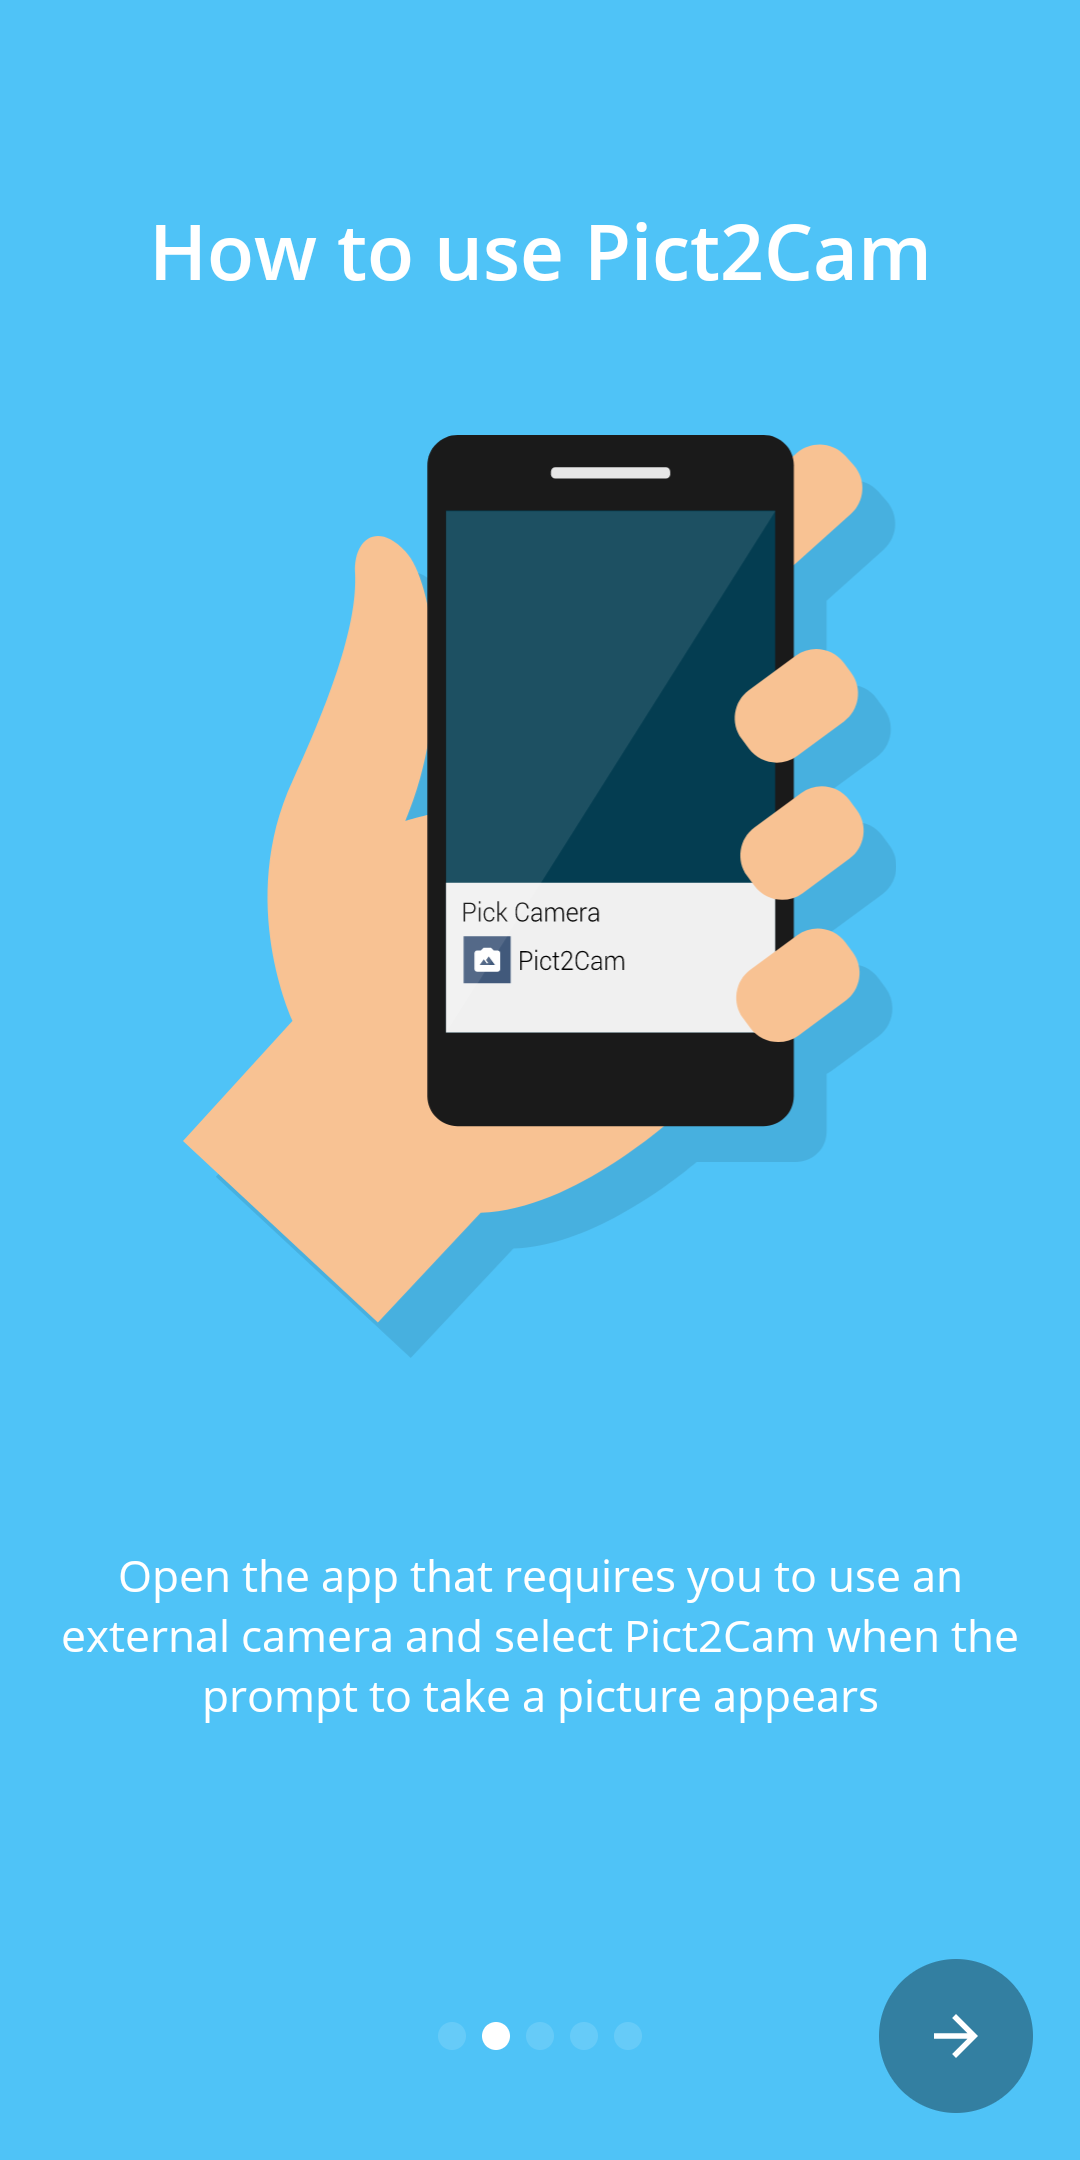 How to use Pict2Cam
Pick Camera
Pict2Cam
Open the app that requires you to use an
external camera and select Pict2Cam when the
prompt to take a picture appears